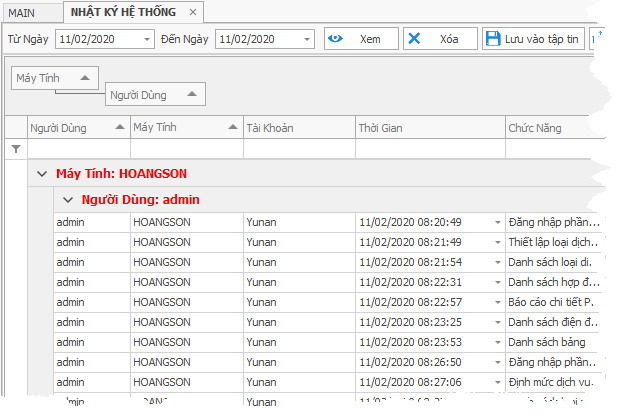 MAIN NHẬT KÝ HỆ THỐNG ×
Từ Ngày 11/02/2020 Đến Ngày 11/02/2020 Xem Xóa Lưu vào tập tin
Máy Tính
Người Dùng
Người Dùng Máy Tính Tài Khoản Thời Gian Chức Năng
Máy Tính: HOANGSON
Người Dùng: admin
admin HOANGSON Yunan 11/02/2020 08:20:49 Đăng nhập phần...
admin HOANGSON Yunan 11/02/2020 08:21:49 Thiết lập loại dịch...
admin HOANGSON Yunan 11/02/2020 08:21:54 Danh sách loại di.
admin HOANGSON Yunan 11/02/2020 08:22:31 Danh sách hợp đ...
admin HOANGSON Yunan 11/02/2020 08:22:57 Báo cáo chi tiết P.
admin HOANGSON Yunan 11/02/2020 08:23:25 Danh sách điện đ...
admin HOANGSON Yunan 11/02/2020 08:23:53 Danh sách bảng
admin HOANGSON Yunan 11/02/2020 08:26:50 Đăng nhập phần...
admin HOANGSON Yunan 11/02/2020 08:27:06 Định mức dịch vụ
admin Yunan 11/02/2020